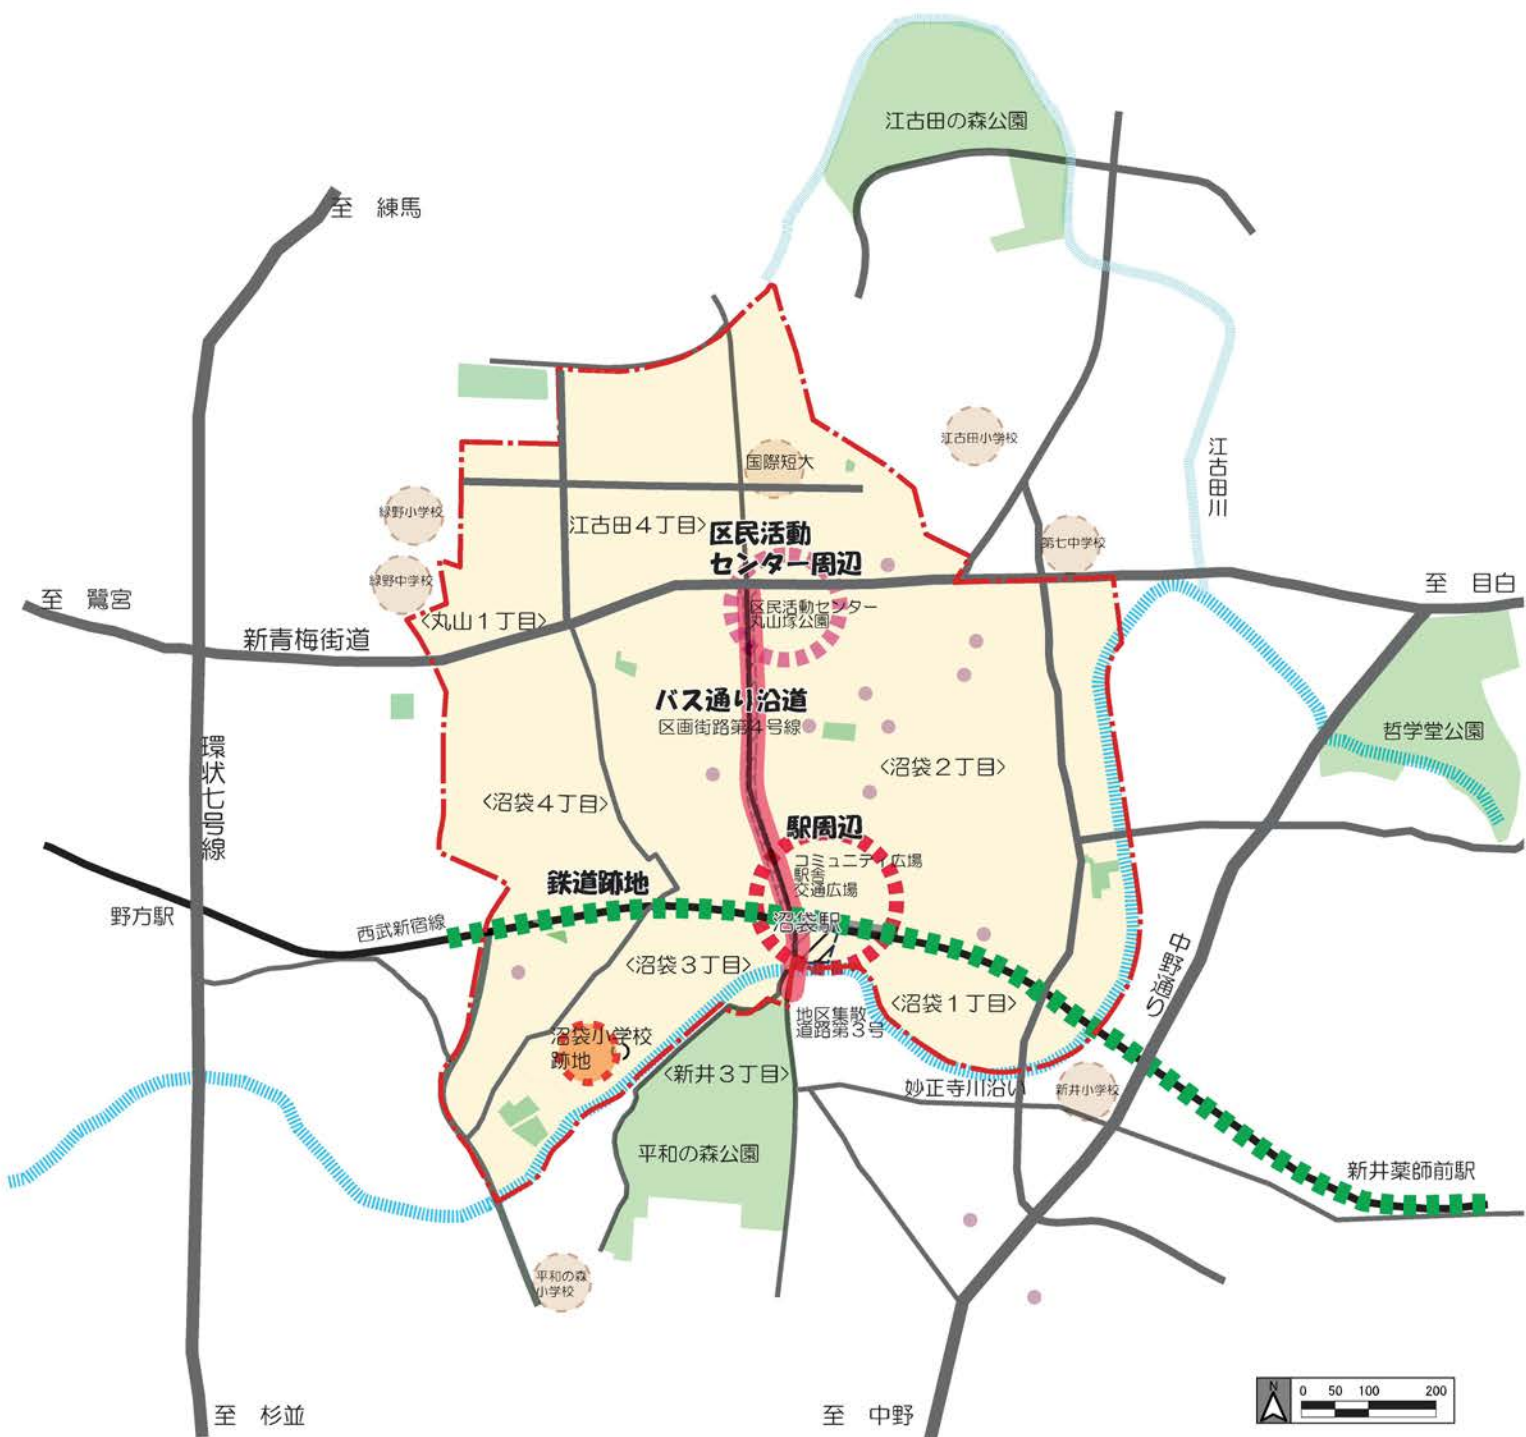 江古田の森公園
至　練馬
江古田小学校
国際短大
江古田川
緑野小学校
江古田4丁目>
区民活動
センター周辺
第七中学校
緑野中学校
至　目白
至　鷺宮
区民活動センター
丸山塚公園
<丸山1丁目>
新青梅街道
バス通り沿道
区画街路第4号線
哲学堂公園
環状七号線
<沼袋2丁目>
<沼袋4丁目>
駅周辺
コミュニティ広場
駅舎
交通広場
鉄道跡地
野方駅
西武新宿線
沼袋駅
中野通り
<沼袋3丁目>
<沼袋1丁目>
地区集散
道路第3号
沼袋小学校
跡地
<新井3丁目>
妙正寺川沿い
新井小学校
平和の森公園
新井薬師前駅
平和の森
小学校
N
0 50 100 200
至　杉並
至　中野